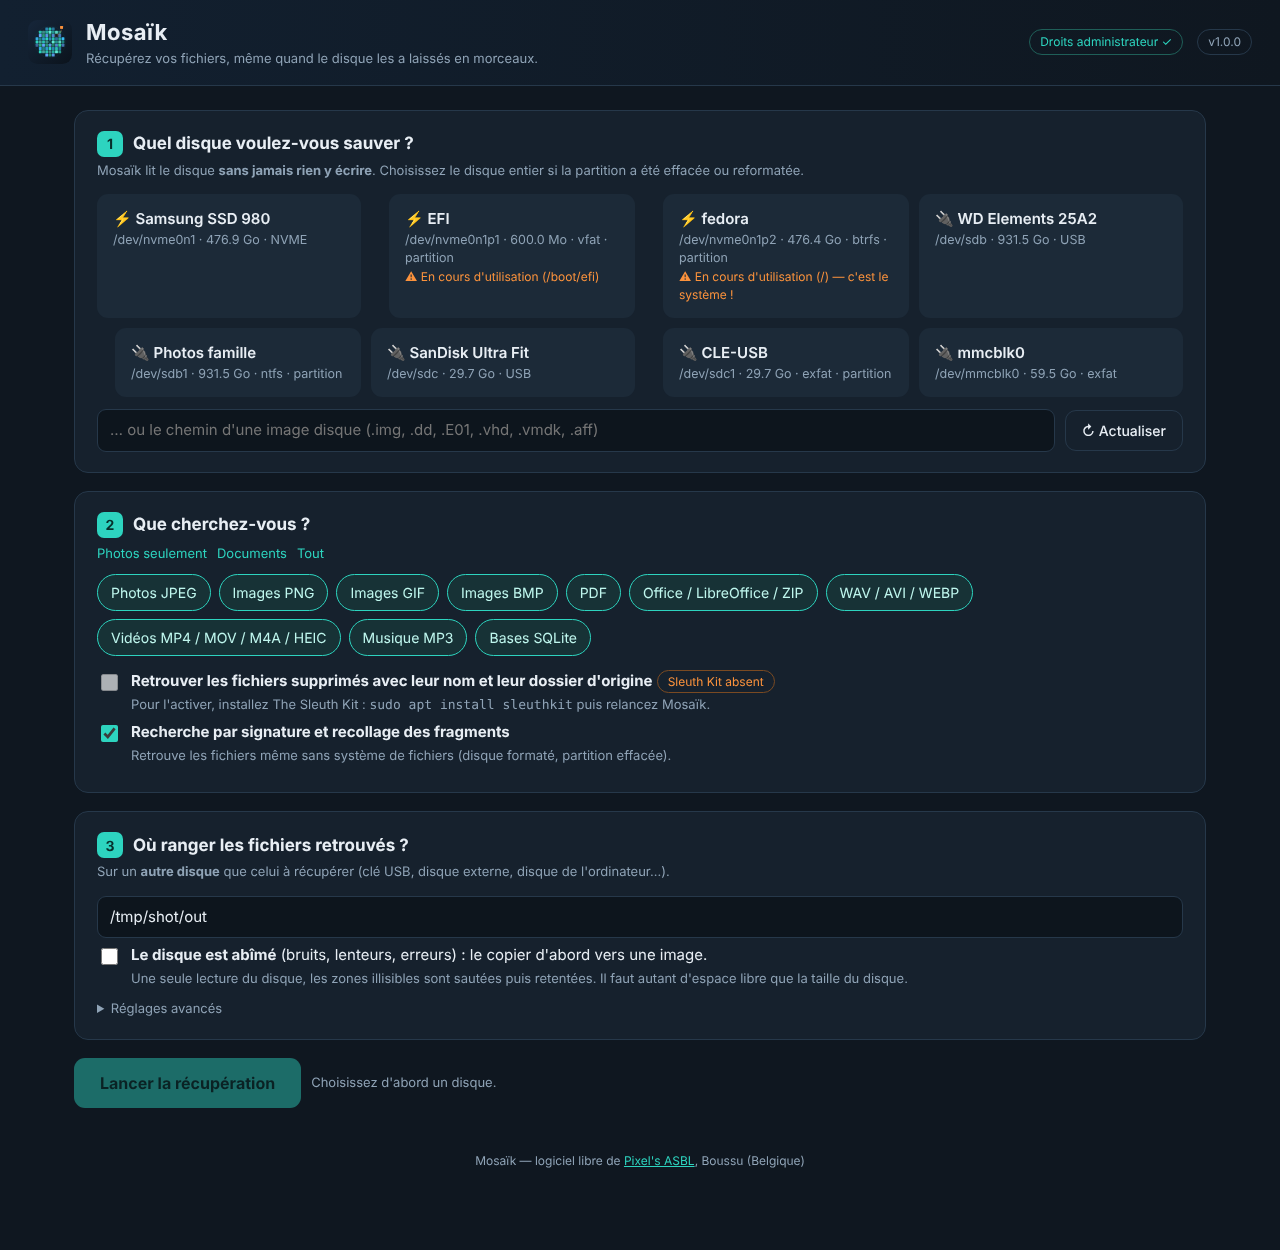 Mosaïk
Récupérez vos fichiers, même quand le disque les a laissés en morceaux.
Droits administrateur ✓
v1.0.0
1 Quel disque voulez-vous sauver ?
Mosaïk lit le disque sans jamais rien y écrire. Choisissez le disque entier si la partition a été effacée ou reformatée.
⚡ Samsung SSD 980
/dev/nvme0n1 · 476.9 Go · NVME
⚡ EFI
/dev/nvme0n1p1 · 600.0 Mo · vfat ·
partition
⚠ En cours d'utilisation (/boot/efi)
⚡ fedora
/dev/nvme0n1p2 · 476.4 Go · btrfs ·
partition
⚠ En cours d'utilisation (/) — c'est le
système !
🔌 WD Elements 25A2
/dev/sdb · 931.5 Go · USB
🔌 Photos famille
/dev/sdb1 · 931.5 Go · ntfs · partition
🔌 SanDisk Ultra Fit
/dev/sdc · 29.7 Go · USB
🔌 CLE-USB
/dev/sdc1 · 29.7 Go · exfat · partition
🔌 mmcblk0
/dev/mmcblk0 · 59.5 Go · exfat
... ou le chemin d'une image disque (.img, .dd, .E01, .vhd, .vmdk, .aff)
↻ Actualiser
2 Que cherchez-vous ?
Photos seulement Documents Tout
Photos JPEG Images PNG Images GIF Images BMP PDF Office / LibreOffice / ZIP WAV / AVI / WEBP
Vidéos MP4 / MOV / M4A / HEIC Musique MP3 Bases SQLite
Retrouver les fichiers supprimés avec leur nom et leur dossier d'origine Sleuth Kit absent
Pour l'activer, installez The Sleuth Kit : sudo apt install sleuthkit puis relancez Mosaïk.
Recherche par signature et recollage des fragments
Retrouve les fichiers même sans système de fichiers (disque formaté, partition effacée).
3 Où ranger les fichiers retrouvés ?
Sur un autre disque que celui à récupérer (clé USB, disque externe, disque de l'ordinateur...).
/tmp/shot/out
Le disque est abîmé (bruits, lenteurs, erreurs) : le copier d'abord vers une image.
Une seule lecture du disque, les zones illisibles sont sautées puis retentées. Il faut autant d'espace libre que la taille du disque.
▶ Réglages avancés
Lancer la récupération
Choisissez d'abord un disque.
Mosaïk — logiciel libre de Pixel's ASBL, Boussu (Belgique)